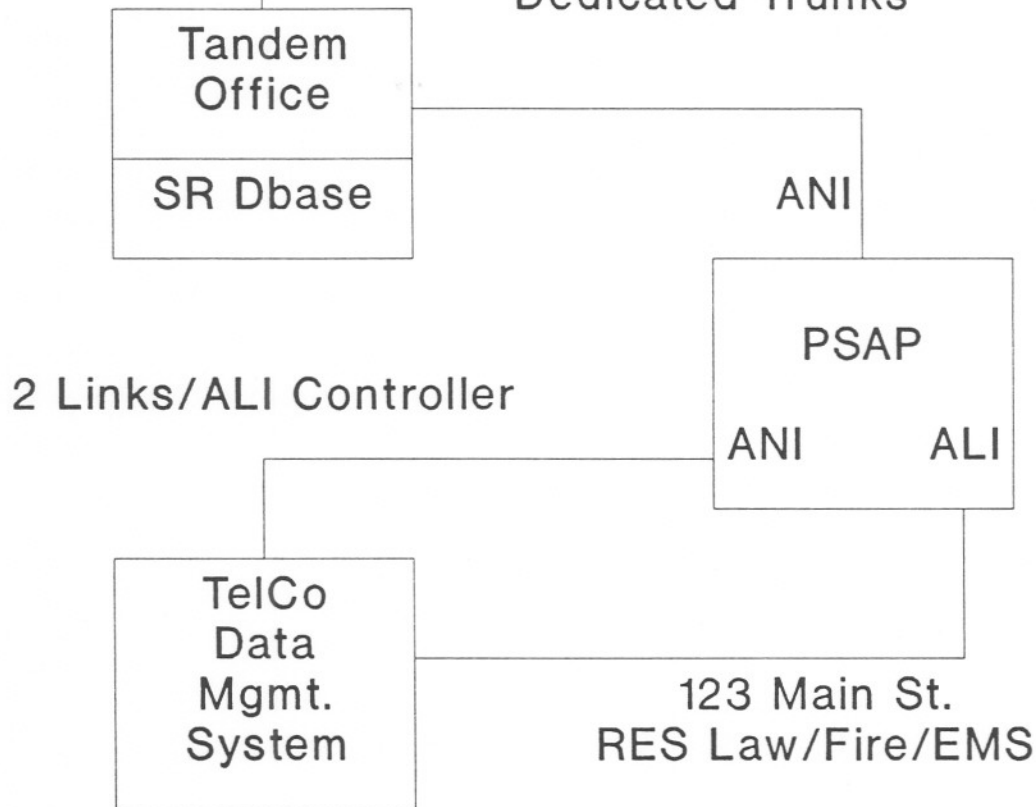 Dedicated Trunks
Tandem
Office
SR Dbase
ANI
PSAP
2 Links/ALI Controller
ANI ALI
TelCo
Data
Mgmt.
System
123 Main St.
RES Law/Fire/EMS